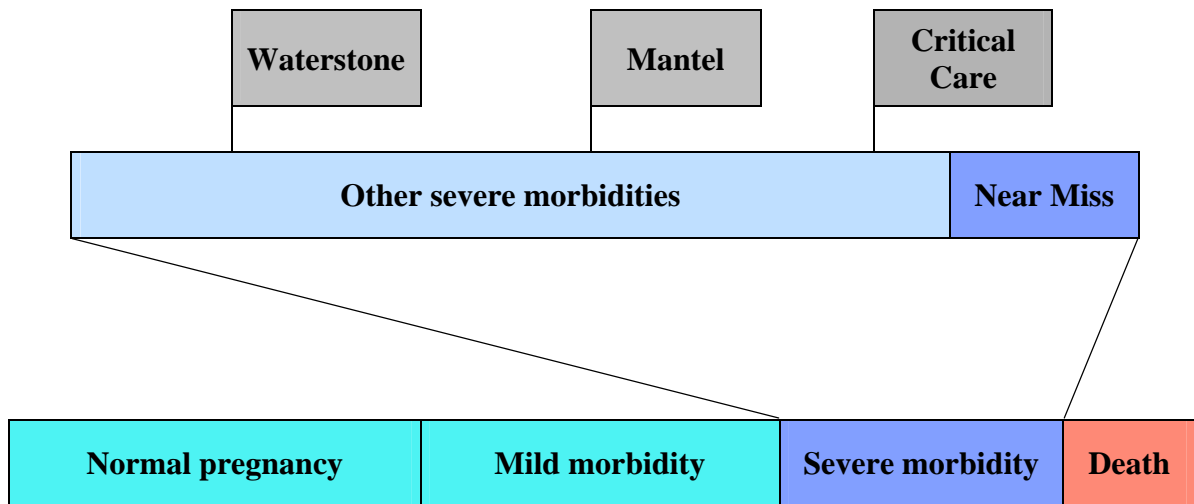 Waterstone
Mantel
Critical
Care
Other severe morbidities
Near Miss
Normal pregnancy
Mild morbidity
Severe morbidity
Death